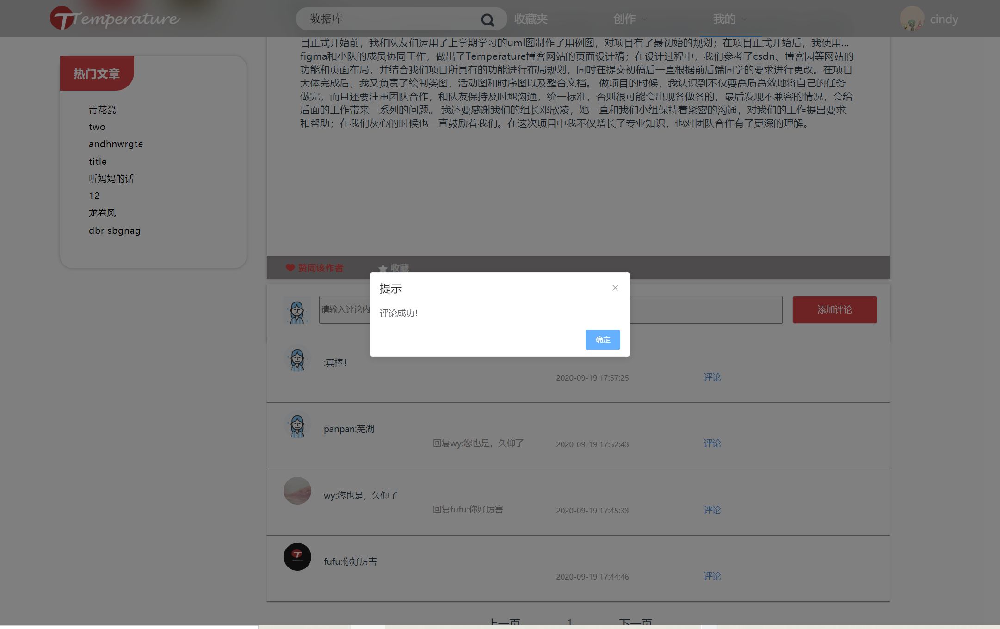 Temperature
数据库
收藏夹
创作
我的
cindy
热门文章
青花瓷
two
andhnwrgte
title
听妈妈的话
12
龙卷风
dbr sbgnag
目正式开始前，我和队友们运用了上学期学习的uml图制作了用例图，对项目有了最初始的规划；在项目正式开始后，我使用...
figma和小队的成员协同工作，做出了Temperature博客网站的页面设计稿；在设计过程中，我们参考了csdn、博客园等网站的
功能和页面布局，并结合我们项目所具有的功能进行布局规划，同时在提交初稿后一直根据前后端同学的要求进行更改。在项目
大体完成后，我又负责了绘制类图、活动图和时序图以及整合文档。 做项目的时候，我认识到不仅要高质高效地将自己的任务
做完，而且还要注重团队合作，和队友保持及时地沟通，统一标准，否则很可能会出现各做各的，最后发现不兼容的情况，会给
后面的工作带来一系列的问题。 我还要感谢我们的组长邓欣凌，她一直和我们小组保持着紧密的沟通，对我们的工作提出要求
和帮助；在我们灰心的时候也一直鼓励着我们。在这次项目中我不仅增长了专业知识，也对团队合作有了更深的理解。
赞同该作者
收藏
提示
评论成功！
确定
请输入评论内
添加评论
:真棒！
2020-09-19 17:57:25
评论
panpan:芜湖
回复wy:您也是，久仰了
2020-09-19 17:52:43
评论
wy:您也是，久仰了
回复fufu:你好厉害
2020-09-19 17:45:33
评论
fufu:你好厉害
2020-09-19 17:44:46
评论
上一页
1
下一页